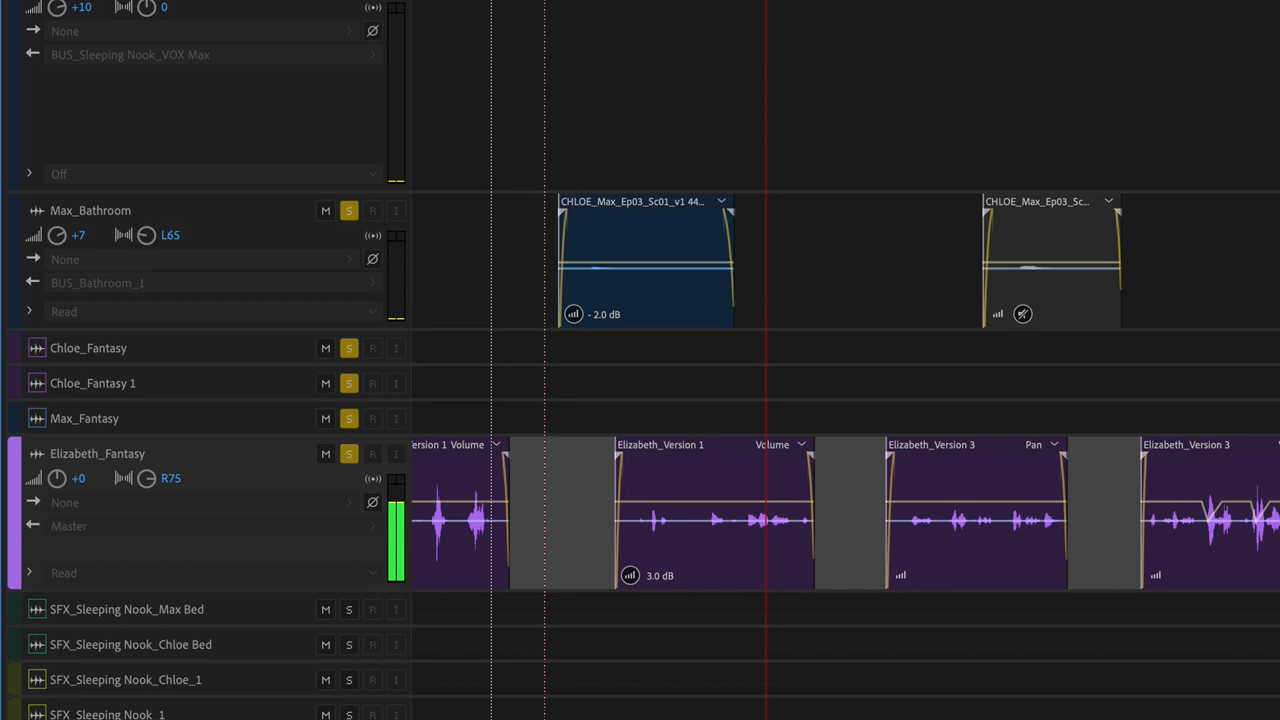 +10 0
None
BUS_Sleeping Nook_VOX Max
Off
Max_Bathroom M S R I
+7 L65
None
BUS_Bathroom_1
Read
CHLOE_Max_Ep03_Sc01_v1 44...
- 2.0 dB
CHLOE_Max_Ep03_Sc...
Chloe_Fantasy M S R I
Chloe_Fantasy 1 M S R I
Max_Fantasy M S R I
Elizabeth_Fantasy M S R I
+0 R75
None
Master
Read
ersion 1 Volume
Elizabeth_Version 1 Volume
3.0 dB
Elizabeth_Version 3 Pan
Elizabeth_Version 3
SFX_Sleeping Nook_Max Bed M S R I
SFX_Sleeping Nook_Chloe Bed M S R I
SFX_Sleeping Nook_Chloe_1 M S R I
SFX_Sleeping Nook_1 M S R I